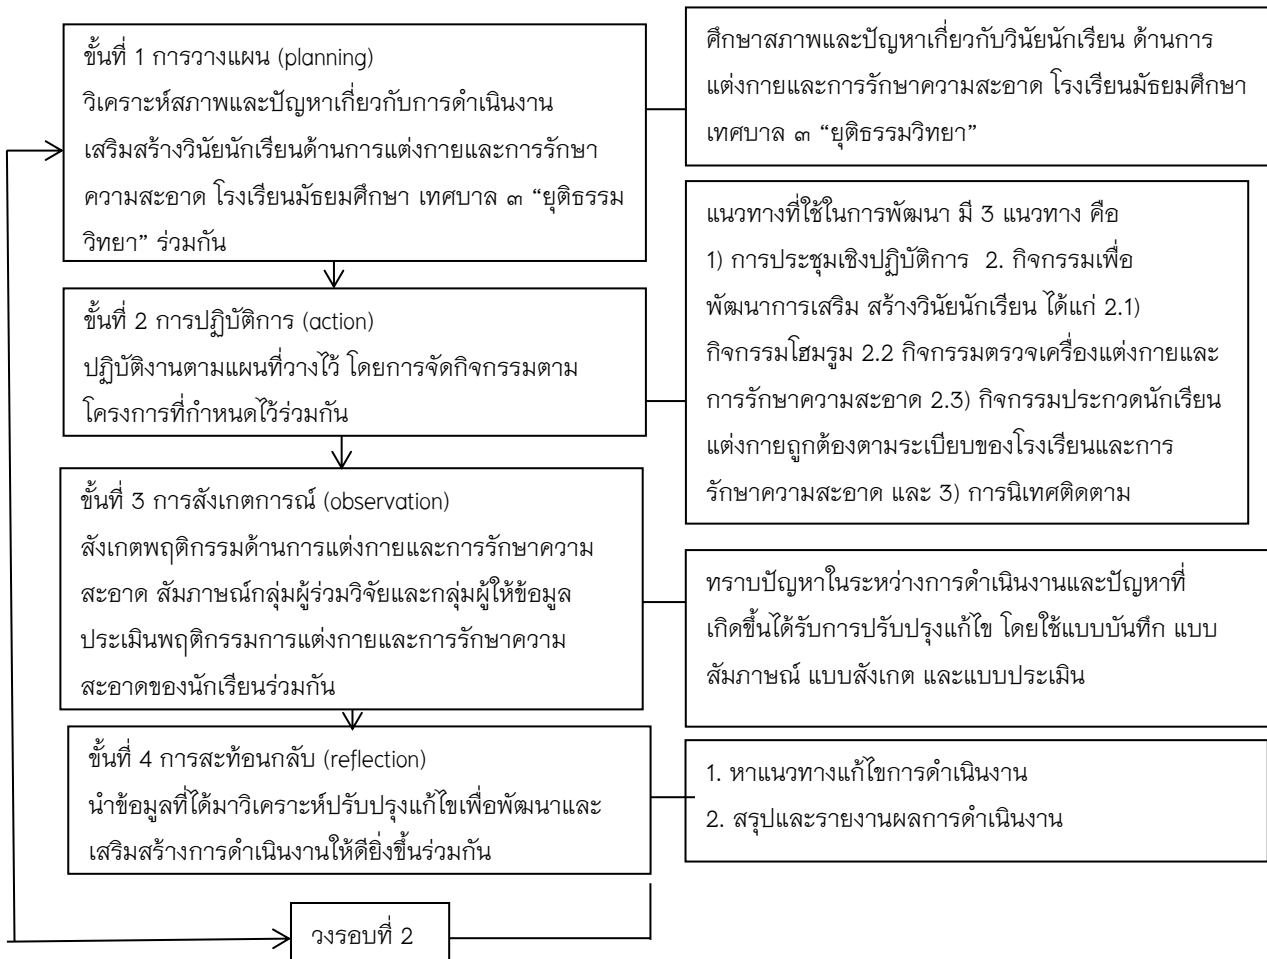 ขั้นที่ 1 การวางแผน (planning)
วิเคราะห์สภาพและปัญหาเกี่ยวกับการดำเนินงาน
เสริมสร้างวินัยนักเรียนด้านการแต่งกายและการรักษา
ความสะอาด โรงเรียนมัธยมศึกษา เทศบาล ๓ “ยุติธรรม
วิทยา” ร่วมกัน
ศึกษาสภาพและปัญหาเกี่ยวกับวินัยนักเรียน ด้านการ
แต่งกายและการรักษาความสะอาด โรงเรียนมัธยมศึกษา
เทศบาล ๓ “ยุติธรรมวิทยา”
ขั้นที่ 2 การปฏิบัติการ (action)
ปฏิบัติงานตามแผนที่วางไว้ โดยการจัดกิจกรรมตาม
โครงการที่กำหนดไว้ร่วมกัน
แนวทางที่ใช้ในการพัฒนา มี 3 แนวทาง คือ
1) การประชุมเชิงปฏิบัติการ 2. กิจกรรมเพื่อ
พัฒนาการเสริม สร้างวินัยนักเรียน ได้แก่ 2.1)
กิจกรรมโฮมรูม 2.2 กิจกรรมตรวจเครื่องแต่งกายและ
การรักษาความสะอาด 2.3) กิจกรรมประกวดนักเรียน
แต่งกายถูกต้องตามระเบียบของโรงเรียนและการ
รักษาความสะอาด และ 3) การนิเทศติดตาม
ขั้นที่ 3 การสังเกตการณ์ (observation)
สังเกตพฤติกรรมด้านการแต่งกายและการรักษาความ
สะอาด สัมภาษณ์กลุ่มผู้ร่วมวิจัยและกลุ่มผู้ให้ข้อมูล
ประเมินพฤติกรรมการแต่งกายและการรักษาความ
สะอาดของนักเรียนร่วมกัน
ทราบปัญหาในระหว่างการดำเนินงานและปัญหาที่
เกิดขึ้นได้รับการปรับปรุงแก้ไข โดยใช้แบบบันทึก แบบ
สัมภาษณ์ แบบสังเกต และแบบประเมิน
ขั้นที่ 4 การสะท้อนกลับ (reflection)
นำข้อมูลที่ได้มาวิเคราะห์ปรับปรุงแก้ไขเพื่อพัฒนาและ
เสริมสร้างการดำเนินงานให้ดียิ่งขึ้นร่วมกัน
1. หาแนวทางแก้ไขการดำเนินงาน
2. สรุปและรายงานผลการดำเนินงาน
วงรอบที่ 2